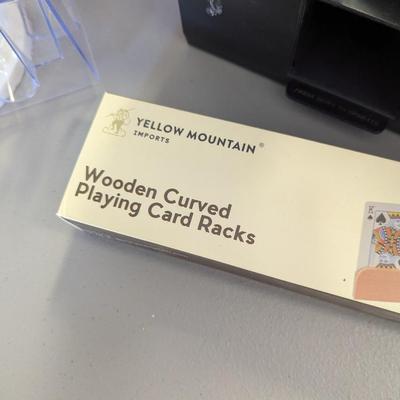 YELLOW MOUNTAIN®
IMPORTS
Wooden Curved
Playing Card Racks
K